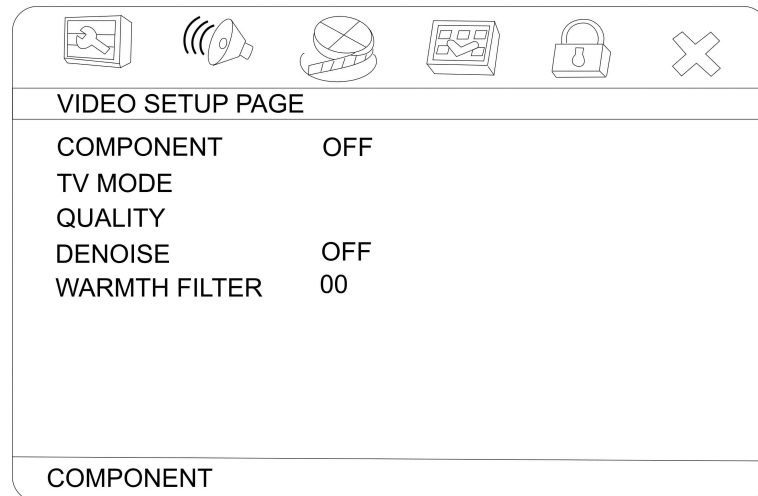 VIDEO SETUP PAGE
COMPONENT OFF
TV MODE
QUALITY
DENOISE OFF
WARMTH FILTER 00
COMPONENT